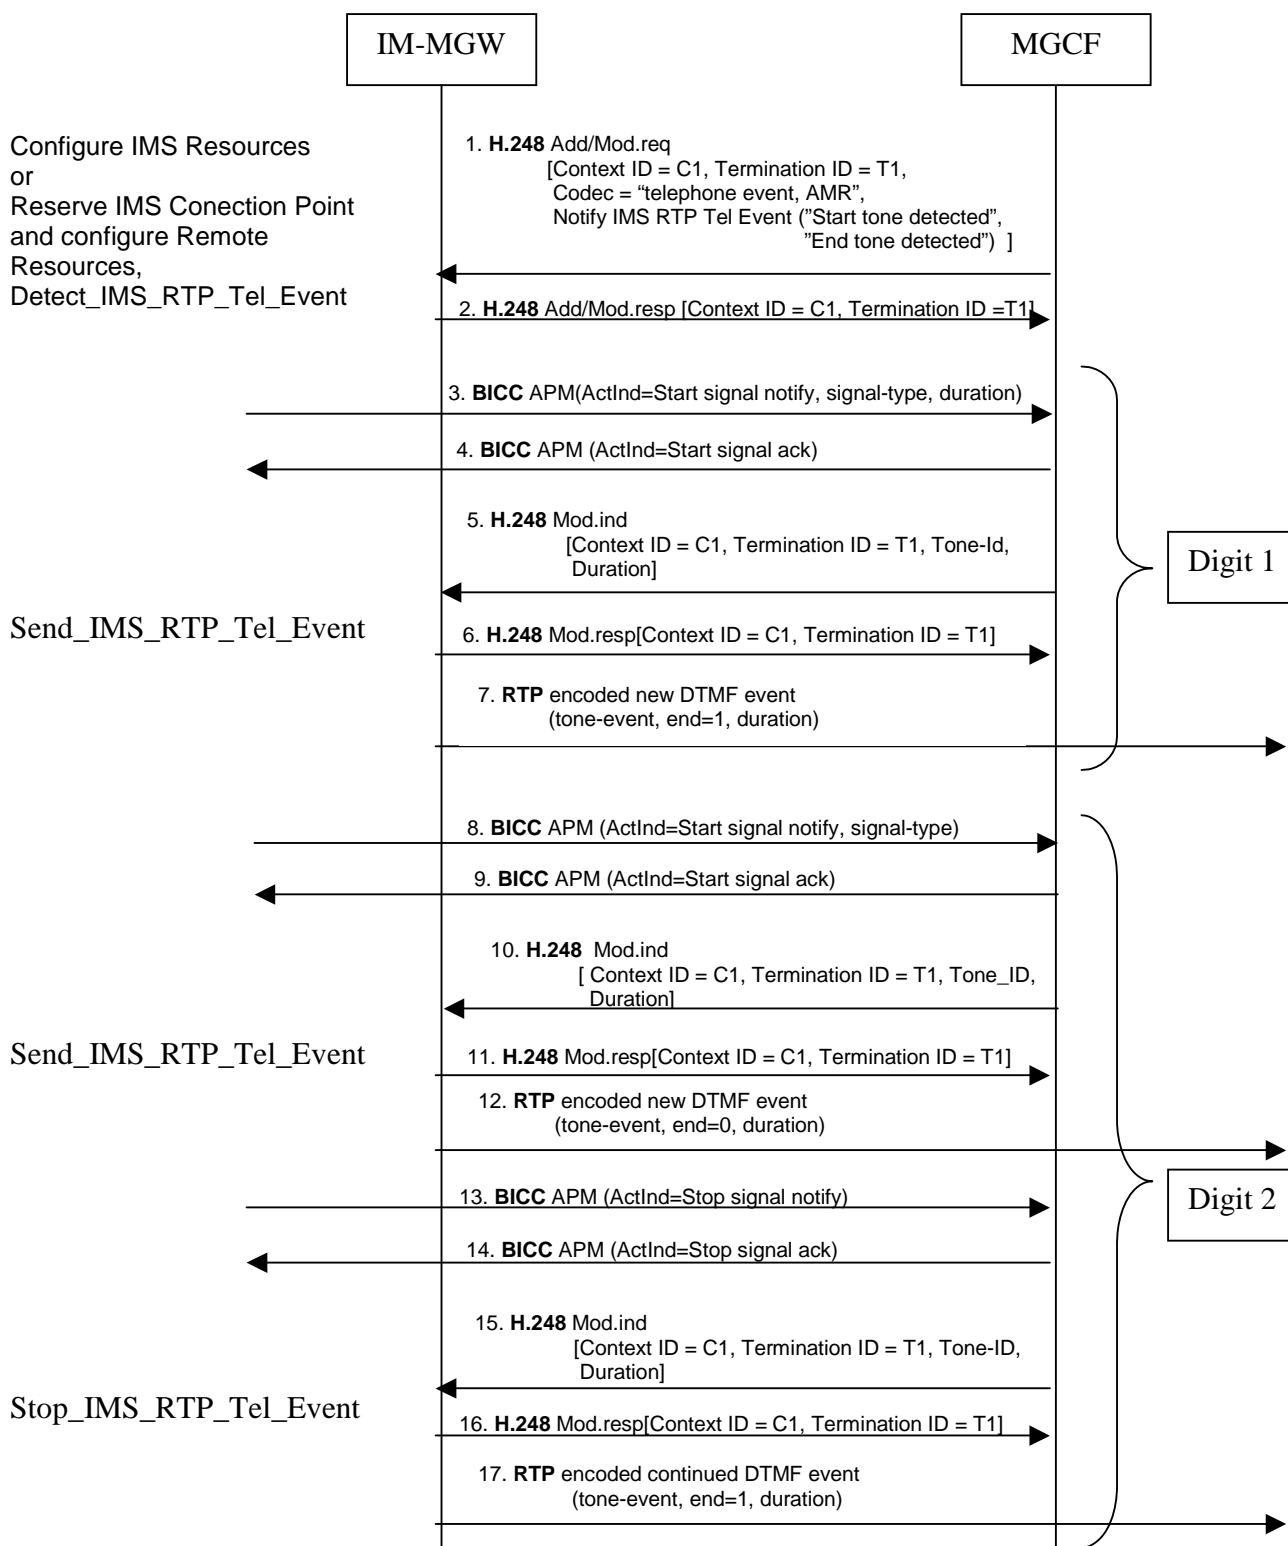 IM-MGW
MGCF
Configure IMS Resources
or
Reserve IMS Conection Point
and configure Remote
Resources,
Detect_IMS_RTP_Tel_Event
1. H.248 Add/Mod.req
[Context ID = C1, Termination ID = T1,
Codec = “telephone event, AMR”,
Notify IMS RTP Tel Event (”Start tone detected”,
”End tone detected”) ]
2. H.248 Add/Mod.resp [Context ID = C1, Termination ID =T1]
3. BICC APM(ActInd=Start signal notify, signal-type, duration)
4. BICC APM (ActInd=Start signal ack)
5. H.248 Mod.ind
[Context ID = C1, Termination ID = T1, Tone-Id,
Duration]
Digit 1
Send_IMS_RTP_Tel_Event
6. H.248 Mod.resp[Context ID = C1, Termination ID = T1]
7. RTP encoded new DTMF event
(tone-event, end=1, duration)
8. BICC APM (ActInd=Start signal notify, signal-type)
9. BICC APM (ActInd=Start signal ack)
10. H.248 Mod.ind
[ Context ID = C1, Termination ID = T1, Tone_ID,
Duration]
Send_IMS_RTP_Tel_Event
11. H.248 Mod.resp[Context ID = C1, Termination ID = T1]
12. RTP encoded new DTMF event
(tone-event, end=0, duration)
13. BICC APM (ActInd=Stop signal notify)
Digit 2
14. BICC APM (ActInd=Stop signal ack)
15. H.248 Mod.ind
[Context ID = C1, Termination ID = T1, Tone-ID,
Duration]
Stop_IMS_RTP_Tel_Event
16. H.248 Mod.resp[Context ID = C1, Termination ID = T1]
17. RTP encoded continued DTMF event
(tone-event, end=1, duration)